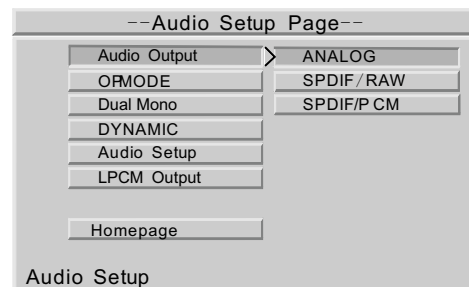 --Audio Setup Page--
Audio Output ANALOG
OPMODE SPDIF/RAW
Dual Mono SPDIF/P CM
DYNAMIC
Audio Setup
LPCM Output
Homepage
Audio Setup